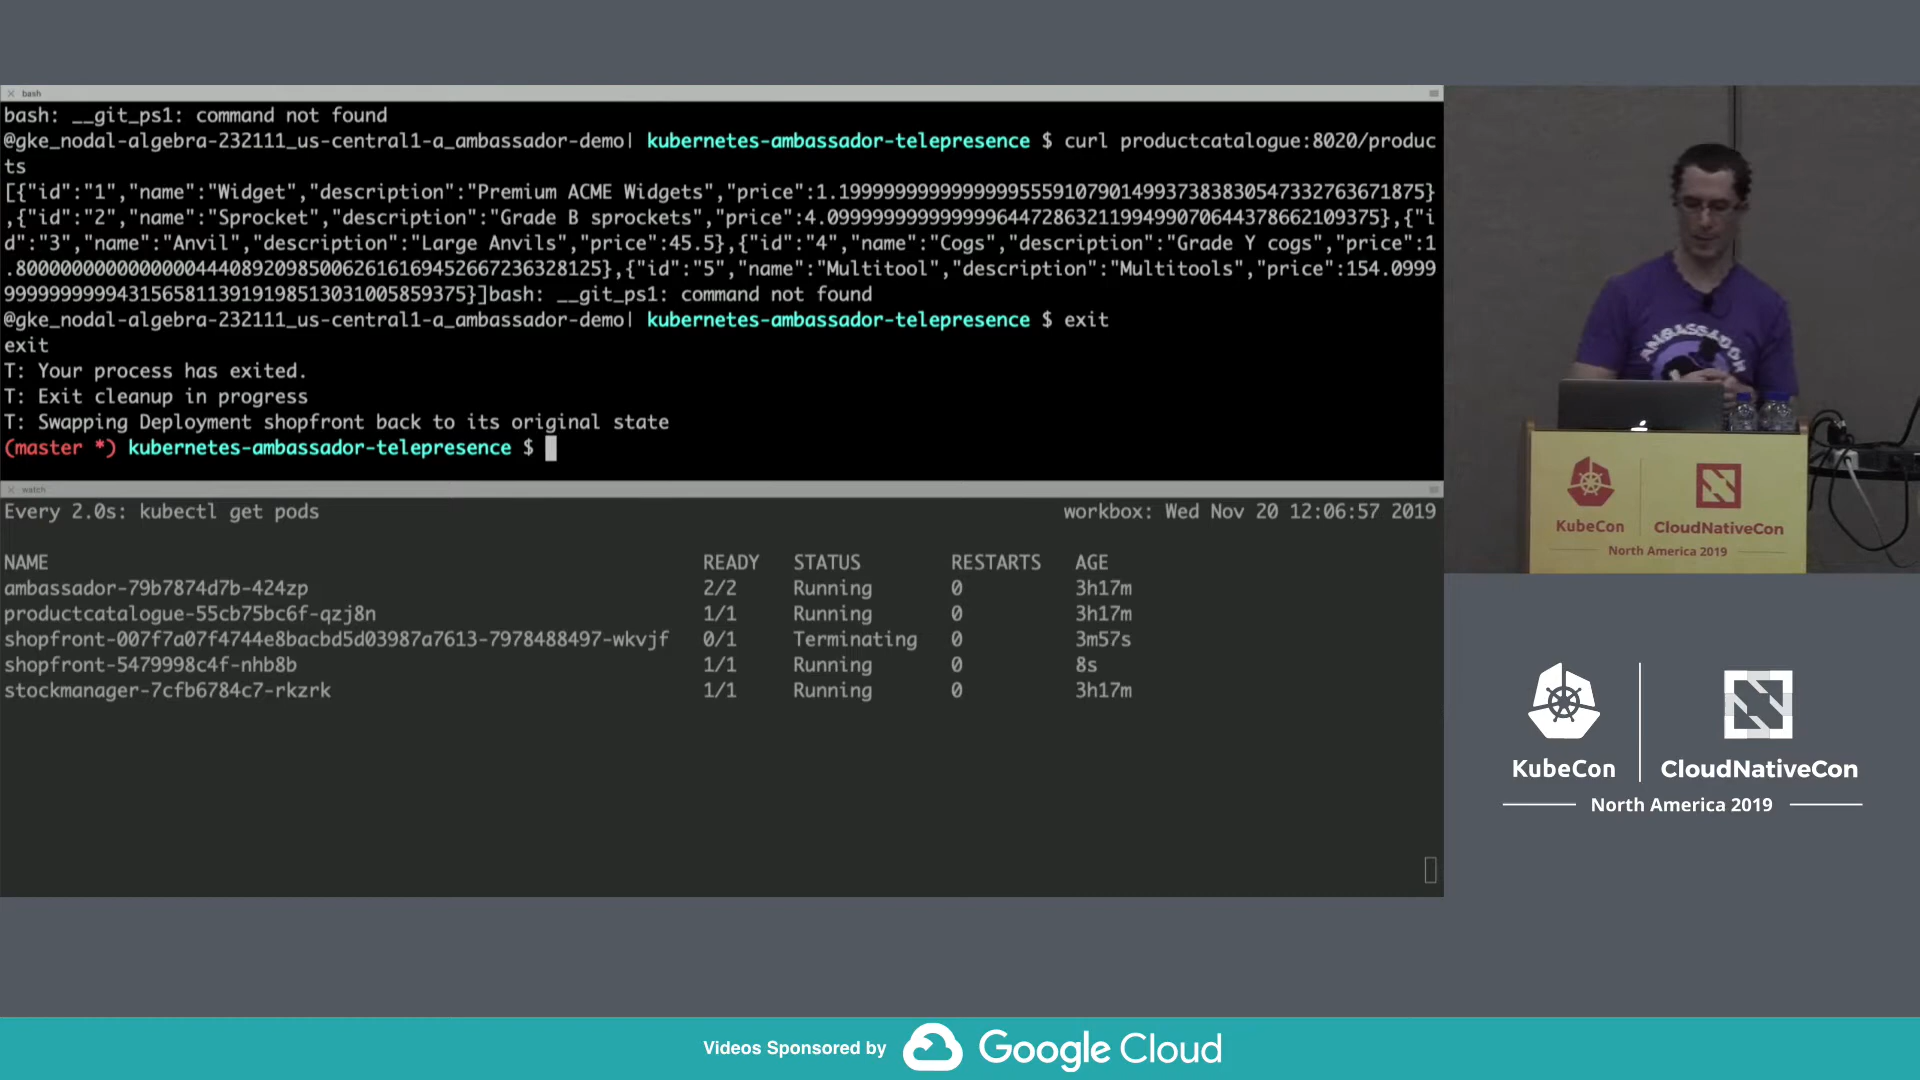 bash
bash: __git_ps1: command not found
@gke_nodal-algebra-232111_us-central1-a_ambassador-demo| kubernetes-ambassador-telepresence $ curl productcatalogue:8020/produc
ts
[{"id":"1","name":"Widget","description":"Premium ACME Widgets","price":1.1999999999999999555910790149937383830547332763671875}
,{"id":"2","name":"Sprocket","description":"Grade B sprockets","price":4.0999999999999996447286321199499070644378662109375},{"i
d":"3","name":"Anvil","description":"Large Anvils","price":45.5},{"id":"4","name":"Cogs","description":"Grade Y cogs","price":1
.8000000000000000444089209850062616169452667236328125},{"id":"5","name":"Multitool","description":"Multitools","price":154.0999
99999999999431565811391919851303100585­9375}]bash: __git_ps1: command not found
@gke_nodal-algebra-232111_us-central1-a_ambassador-demo| kubernetes-ambassador-telepresence $ exit
exit
T: Your process has exited.
T: Exit cleanup in progress
T: Swapping Deployment shopfront back to its original state
(master *) kubernetes-ambassador-telepresence $
watch
Every 2.0s: kubectl get pods workbox: Wed Nov 20 12:06:57 2019
NAME READY STATUS RESTARTS AGE
ambassador-79b7874d7b-424zp 2/2 Running 0 3h17m
productcatalogue-55cb75bc6f-qzj8n 1/1 Running 0 3h17m
shopfront-007f7a07f4744e8bacbd5d03987a7613-7978488497-wkvjf 0/1 Terminating 0 3m57s
shopfront-5479998c4f-nhb8b 1/1 Running 0 8s
stockmanager-7cfb6784c7-rkzrk 1/1 Running 0 3h17m
AMBASSADOR
KubeCon CloudNativeCon
North America 2019
KubeCon CloudNativeCon
North America 2019
Videos Sponsored by Google Cloud